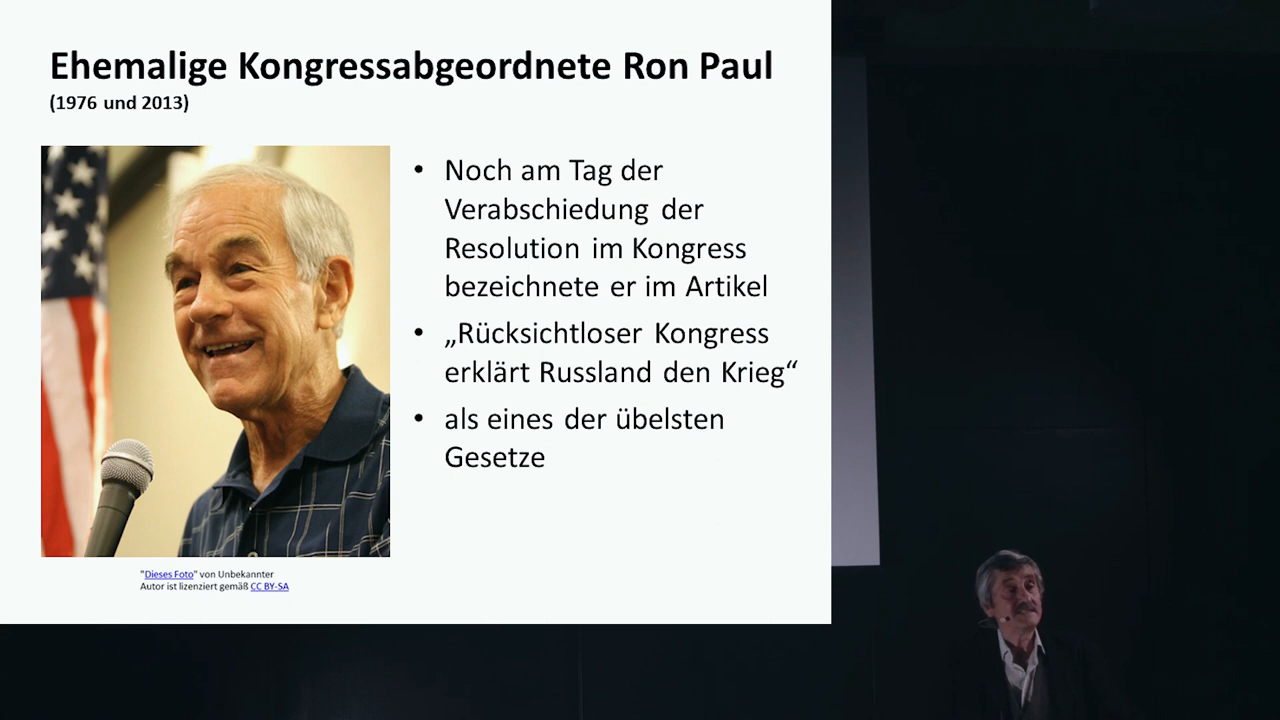 Ehemalige Kongressabgeordnete Ron Paul
(1976 und 2013)
• Noch am Tag der
Verabschiedung der
Resolution im Kongress
bezeichnete er im Artikel
• „Rücksichtloser Kongress
erklärt Russland den Krieg“
• als eines der übelsten
Gesetze
"Dieses Foto" von Unbekannter
Autor ist lizenziert gemäß CC BY-SA